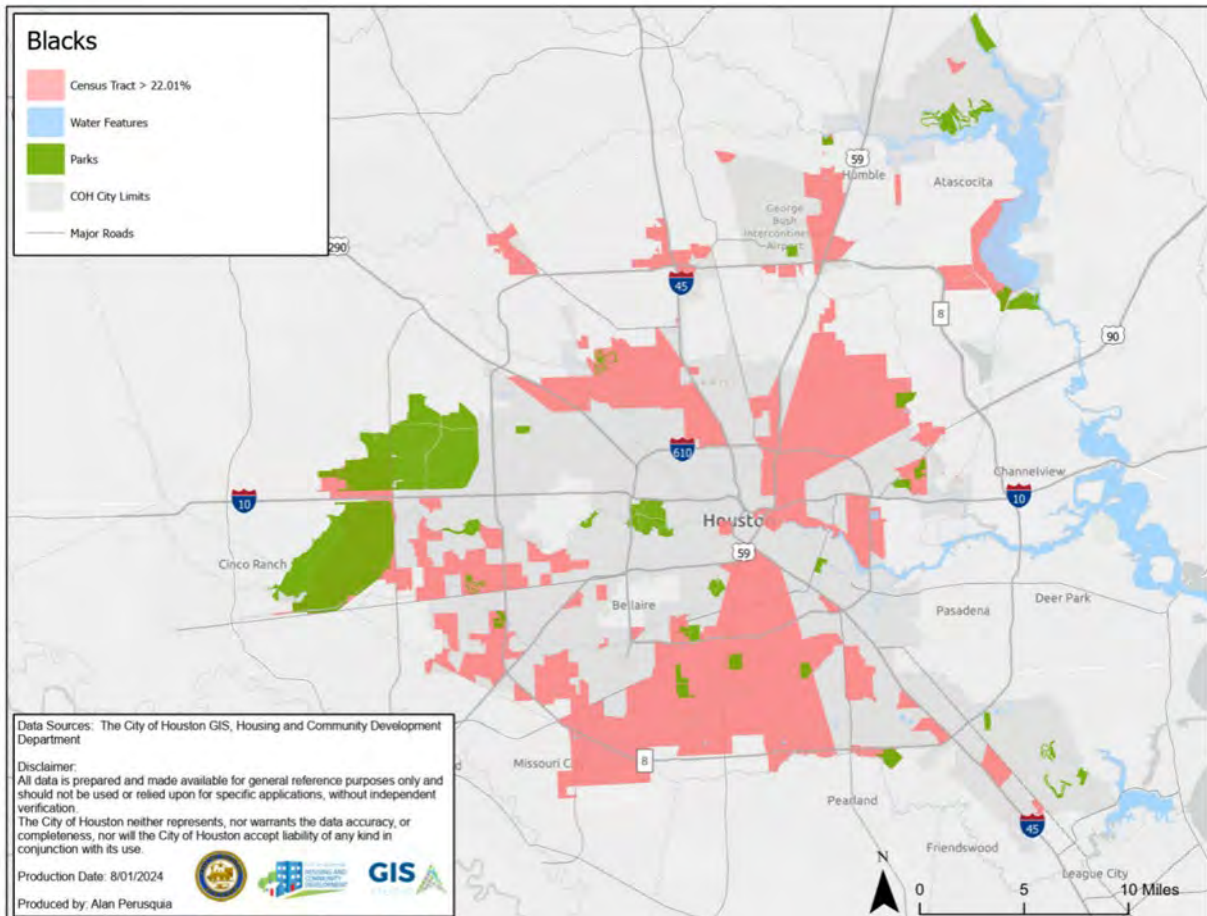 Blacks
Census Tract > 22.01%
Water Features
Parks
COH City Limits
Major Roads
290
59
Humble
Atascocita
George
Bush
Intercontinental
Airport
45
8
90
610
Channelview
10
10
Houston
59
Cinco Ranch
Bellaire
Pasadena
Deer Park
Missouri C
8
Pearland
45
Friendswood
League City
Data Sources: The City of Houston GIS, Housing and Community Development
Department
Disclaimer:
All data is prepared and made available for general reference purposes only and
should not be used or relied upon for specific applications, without independent
verification.
The City of Houston neither represents, nor warrants the data accuracy, or
completeness, nor will the City of Houston accept liability of any kind in
conjunction with its use.
Production Date: 8/01/2024
HOUSING AND
COMMUNITY
DEVELOPMENT
GIS
Produced by: Alan Perusquia
N
0 5 10 Miles